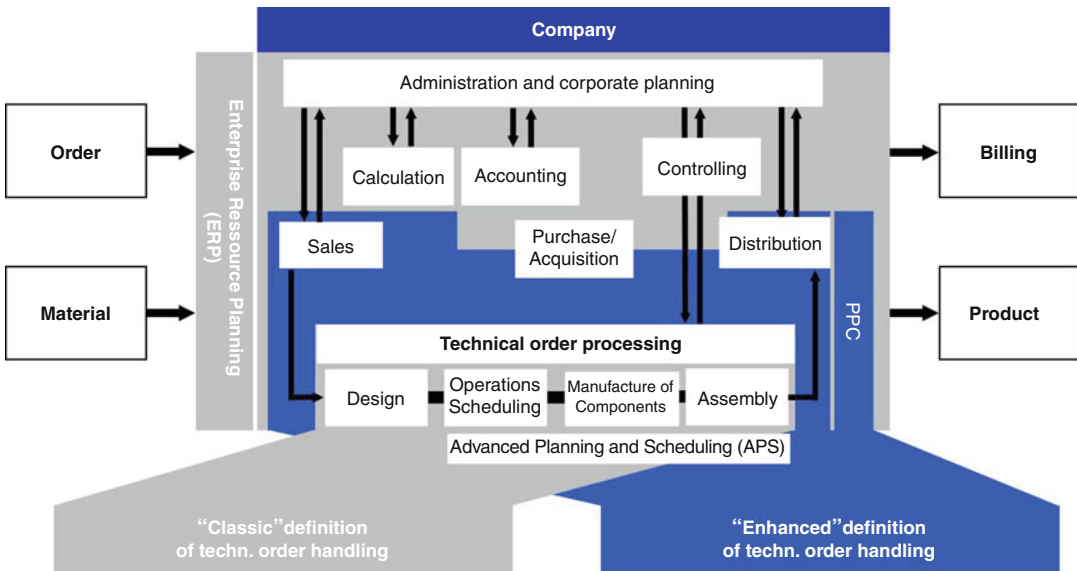 Company
Enterprise Ressource Planning
(ERP)
Administration and corporate planning
Order
Calculation
Accounting
Controlling
Billing
Sales
Purchase/
Acquisition
Distribution
Material
PPC
Product
Technical order processing
Design
Operations
Scheduling
Manufacture of
Components
Assembly
Advanced Planning and Scheduling (APS)
“Classic”definition
of techn. order handling
“Enhanced”definition
of techn. order handling